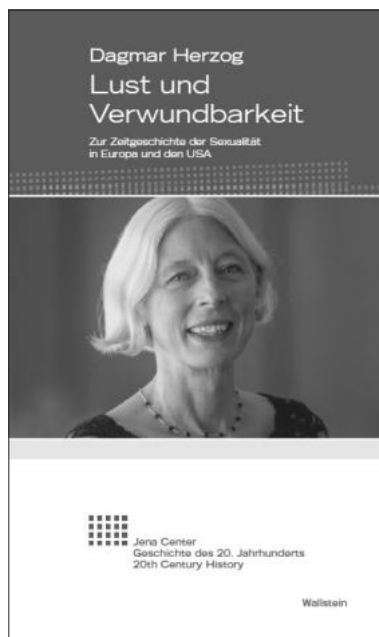 Dagmar Herzog
Lust und
Verwundbarkeit
Zur Zeitgeschichte der Sexualität
in Europa und den USA
Jena Center
Geschichte des 20. Jahrhunderts
20th Century History
Wallstein